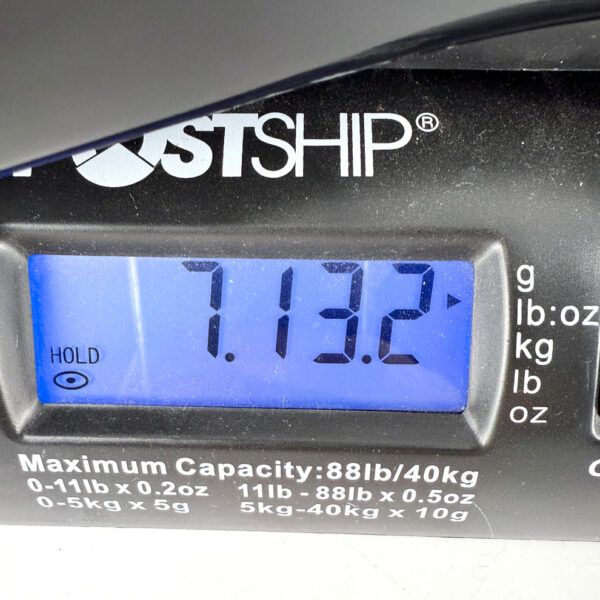 POSTSHIP®
7.13.2
HOLD
g
lb:oz
kg
lb
oz
Maximum Capacity:88lb/40kg
0-11lb x 0.2oz 11lb - 88lb x 0.5oz
0-5kg x 5g 5kg-40kg x 10g